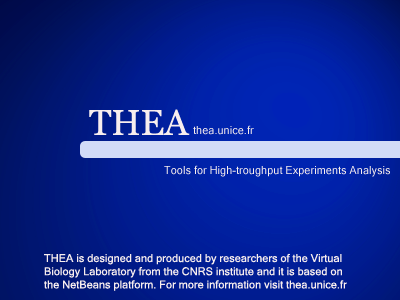 THEA thea.unice.fr
Tools for High-troughput Experiments Analysis
THEA is designed and produced by researchers of the Virtual
Biology Laboratory from the CNRS institute and it is based on
the NetBeans platform. For more information visit thea.unice.fr